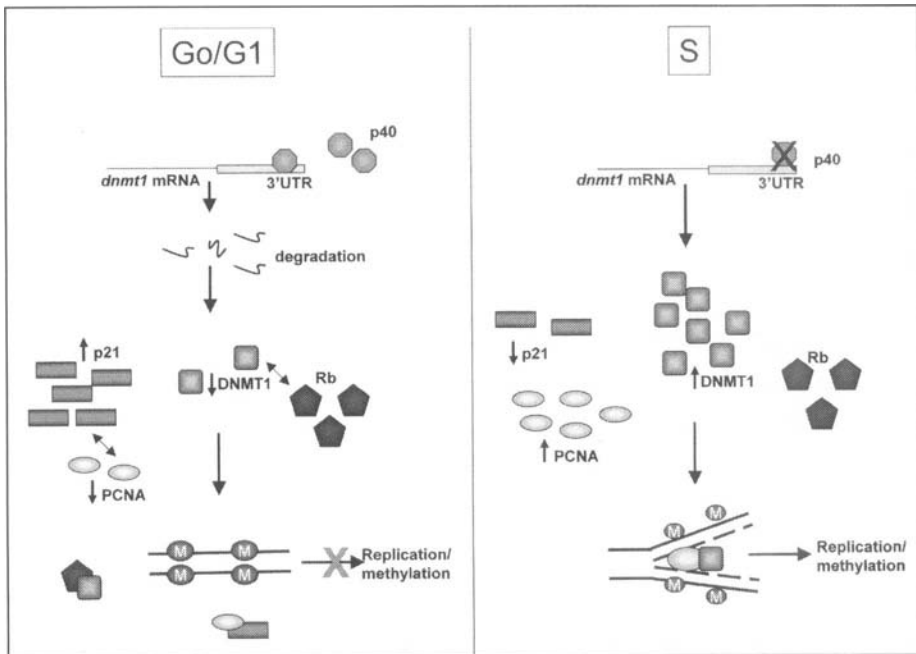 Go/G1
p40
dnmt1 mRNA
3'UTR
degradation
p21
DNMT1
Rb
PCNA
M M
M M
X
Replication/
methylation
S
X
p40
dnmt1 mRNA
3'UTR
p21
DNMT1
Rb
PCNA
M
M
M
M
Replication/
methylation